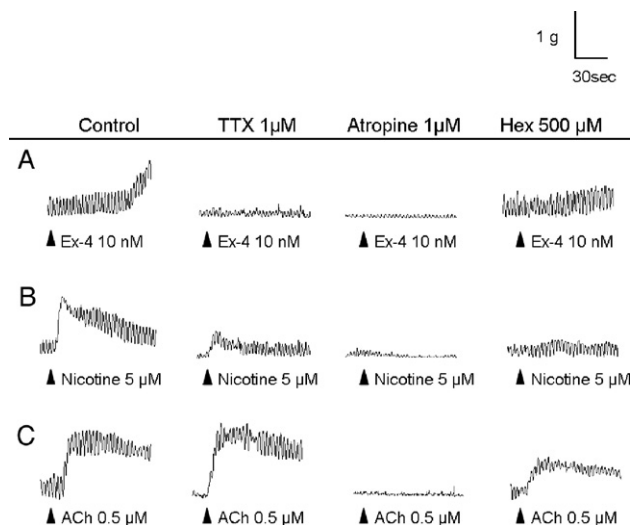 1 g
30sec
Control TTX 1µM Atropine 1µM Hex 500 µM
A
Ex-4 10 nM Ex-4 10 nM Ex-4 10 nM Ex-4 10 nM
B
Nicotine 5 µM Nicotine 5 µM Nicotine 5 µM Nicotine 5 µM
C
ACh 0.5 µM ACh 0.5 µM ACh 0.5 µM ACh 0.5 µM